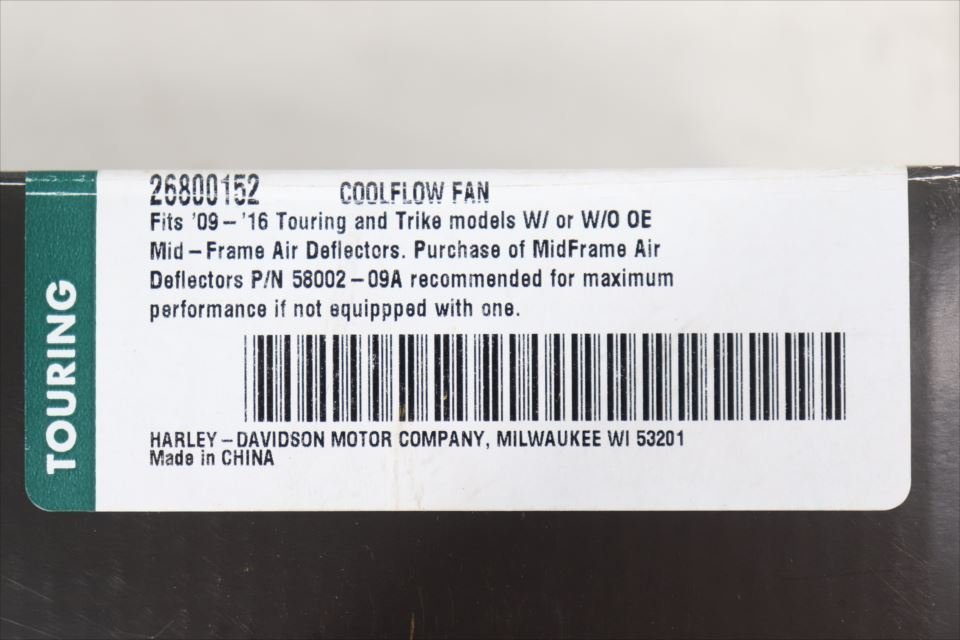 26800152 COOLFLOW FAN
Fits '09-'16 Touring and Trike models W/ or W/O OE
Mid-Frame Air Deflectors. Purchase of MidFrame Air
Deflectors P/N 58002-09A recommended for maximum
performance if not equippped with one.
HARLEY-DAVIDSON MOTOR COMPANY, MILWAUKEE WI 53201
Made in CHINA
TOURING